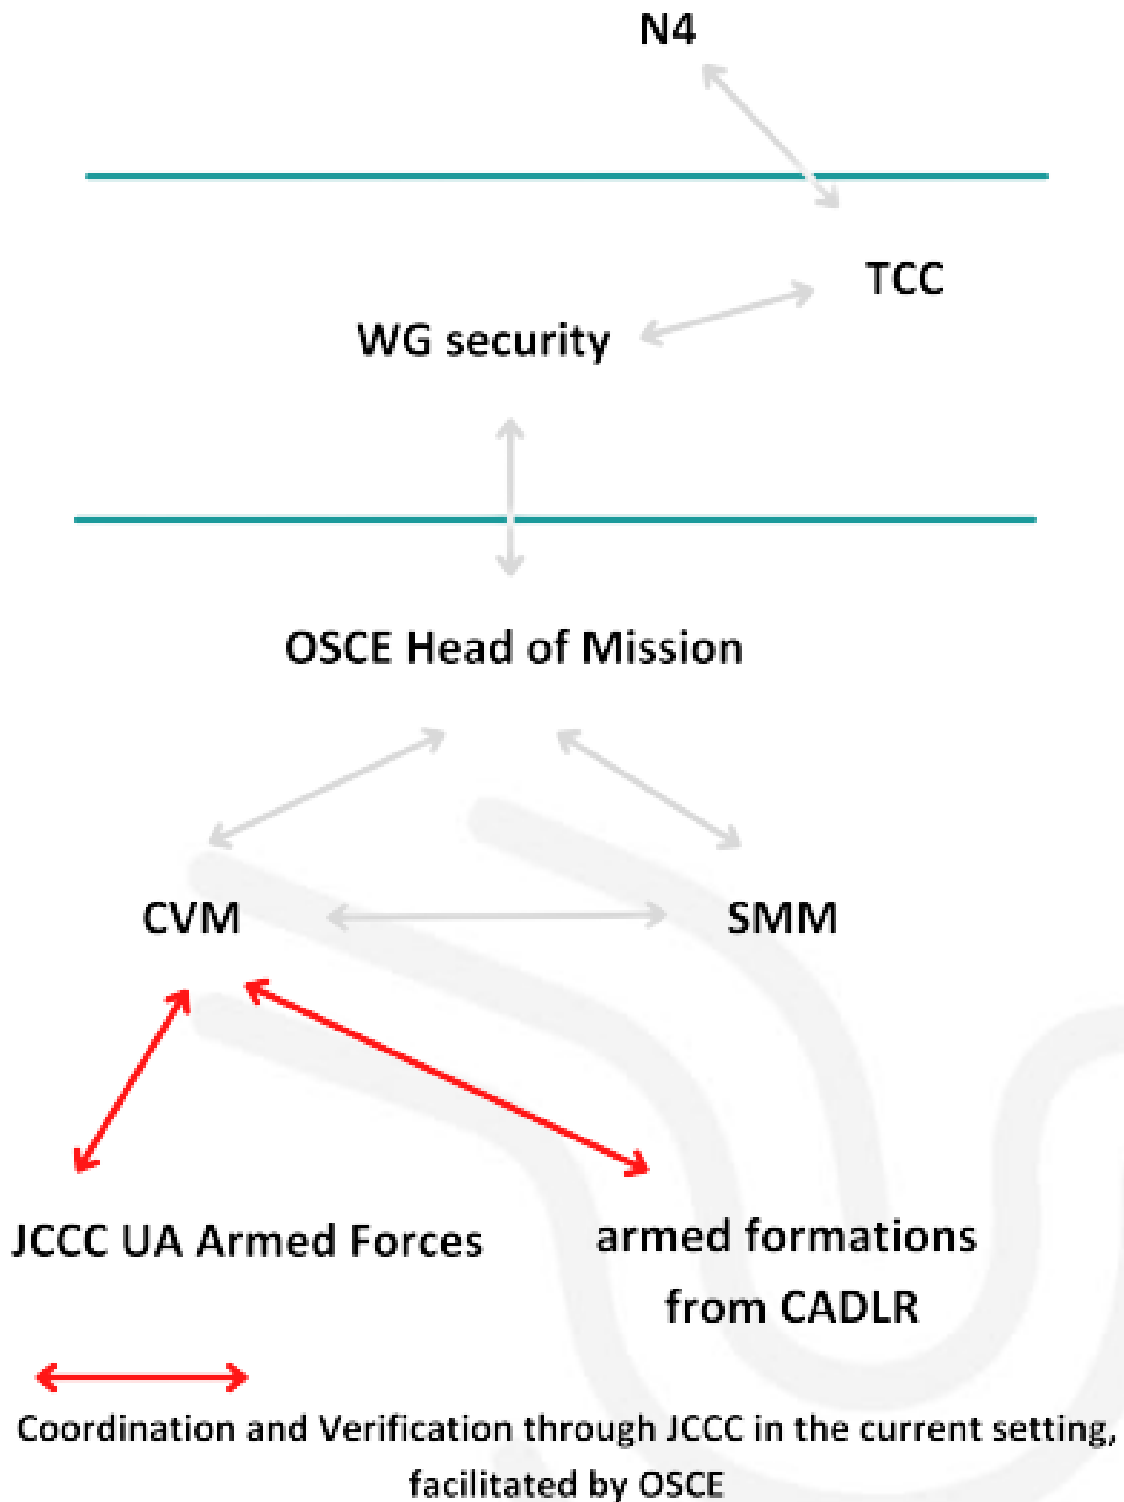 N4
TCC
WG security
OSCE Head of Mission
CVM
SMM
JCCC UA Armed Forces
armed formations
from CADLR
Coordination and Verification through JCCC in the current setting,
facilitated by OSCE